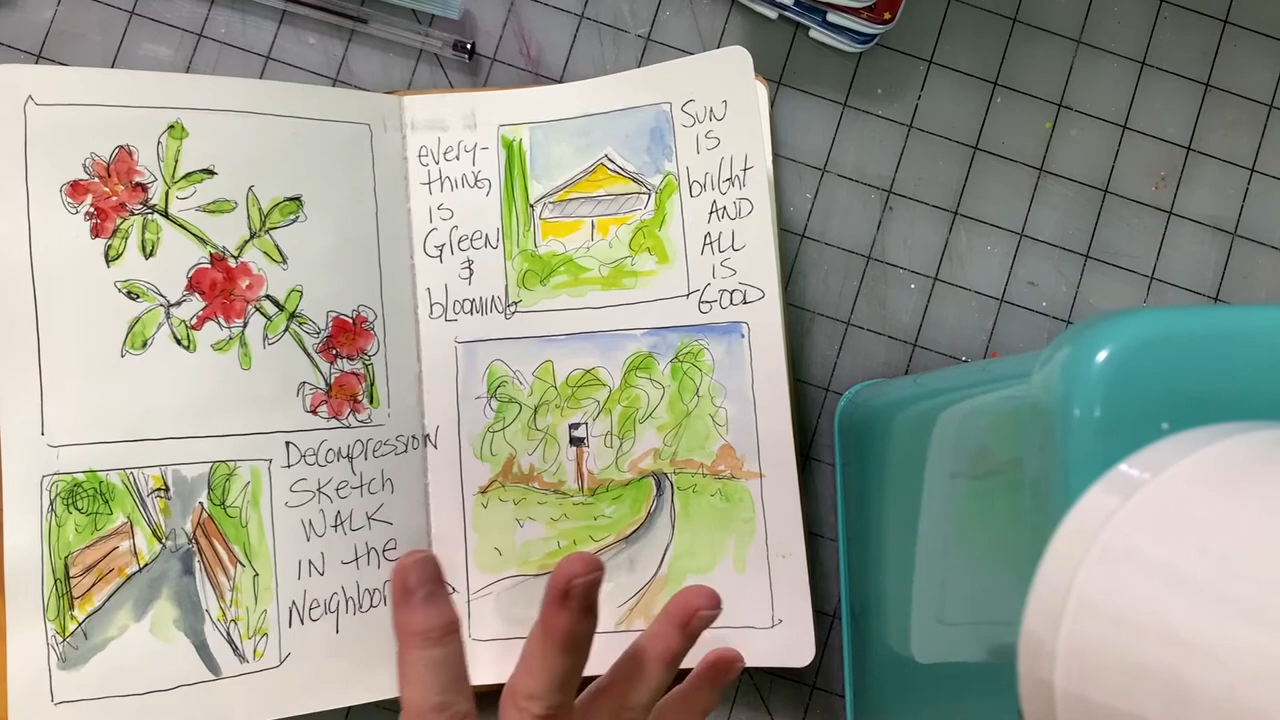 DECOMPRESSION
SKetch
WALK
IN the
every-
thing
IS
GReen
&
blooming
SUN
IS
bright
AND
ALL
IS
GOOD